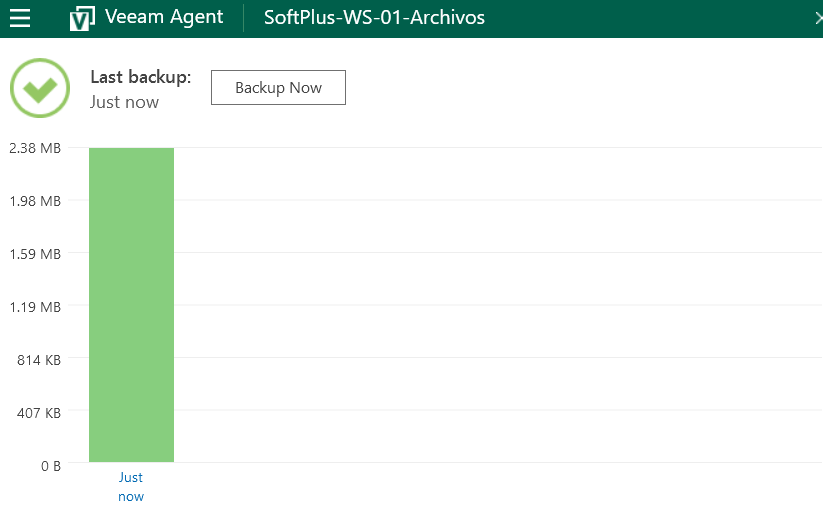 Veeam Agent SoftPlus-WS-01-Archivos
Last backup:
Just now
Backup Now
2.38 MB
1.98 MB
1.59 MB
1.19 MB
814 KB
407 KB
0 B
Just
now